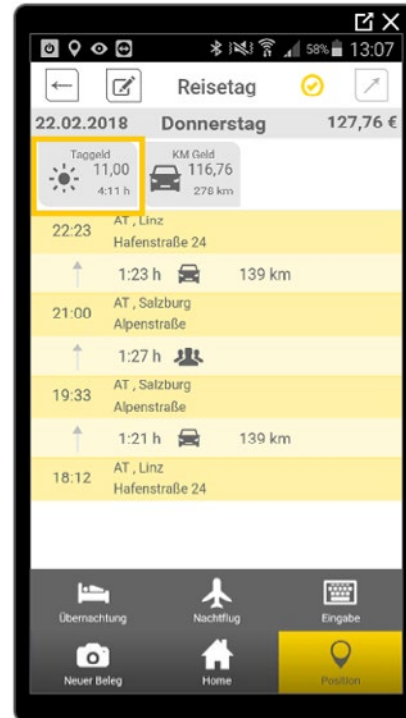 58% 13:07
Reisetag
22.02.2018 Donnerstag 127,76 €
Taggeld
11,00
4:11 h
KM Geld
116,76
278 km
22:23 AT , Linz
Hafenstraße 24
1:23 h 139 km
21:00 AT , Salzburg
Alpenstraße
1:27 h
19:33 AT , Salzburg
Alpenstraße
1:21 h 139 km
18:12 AT , Linz
Hafenstraße 24
Übernachtung Nachtflug Eingabe
Neuer Beleg Home Position